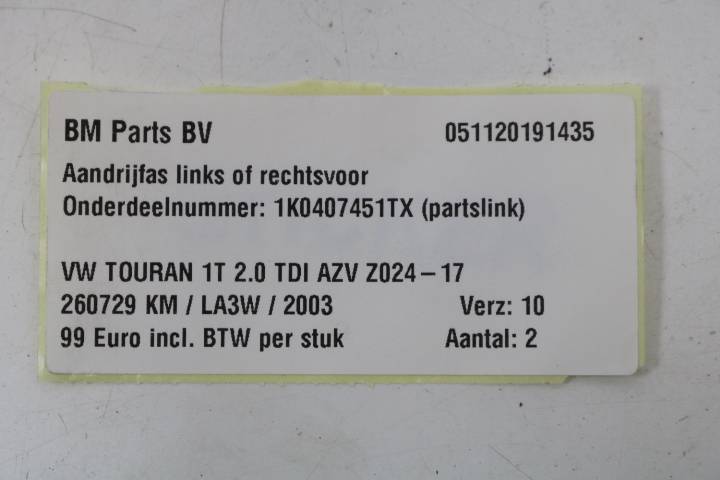 BM Parts BV 051120191435
Aandrijfas links of rechtsvoor
Onderdeelnummer: 1K0407451TX (partslink)
VW TOURAN 1T 2.0 TDI AZV Z024-17
260729 KM / LA3W / 2003 Verz: 10
99 Euro incl. BTW per stuk Aantal: 2